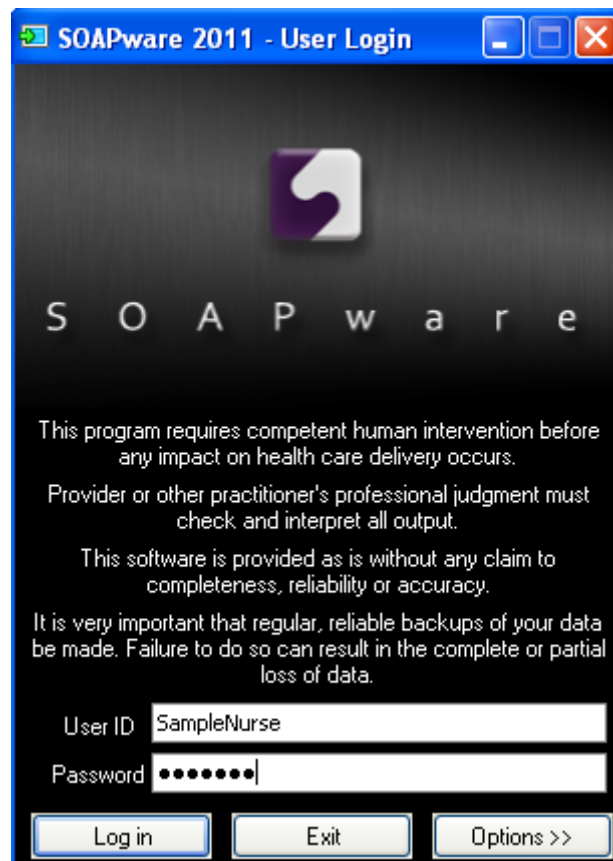 SOAPware 2011 - User Login
SOAPware
This program requires competent human intervention before
any impact on health care delivery occurs.
Provider or other practitioner's professional judgment must
check and interpret all output.
This software is provided as is without any claim to
completeness, reliability or accuracy.
It is very important that regular, reliable backups of your data
be made. Failure to do so can result in the complete or partial
loss of data.
User ID SampleNurse
Password •••••••
Log in Exit Options >>